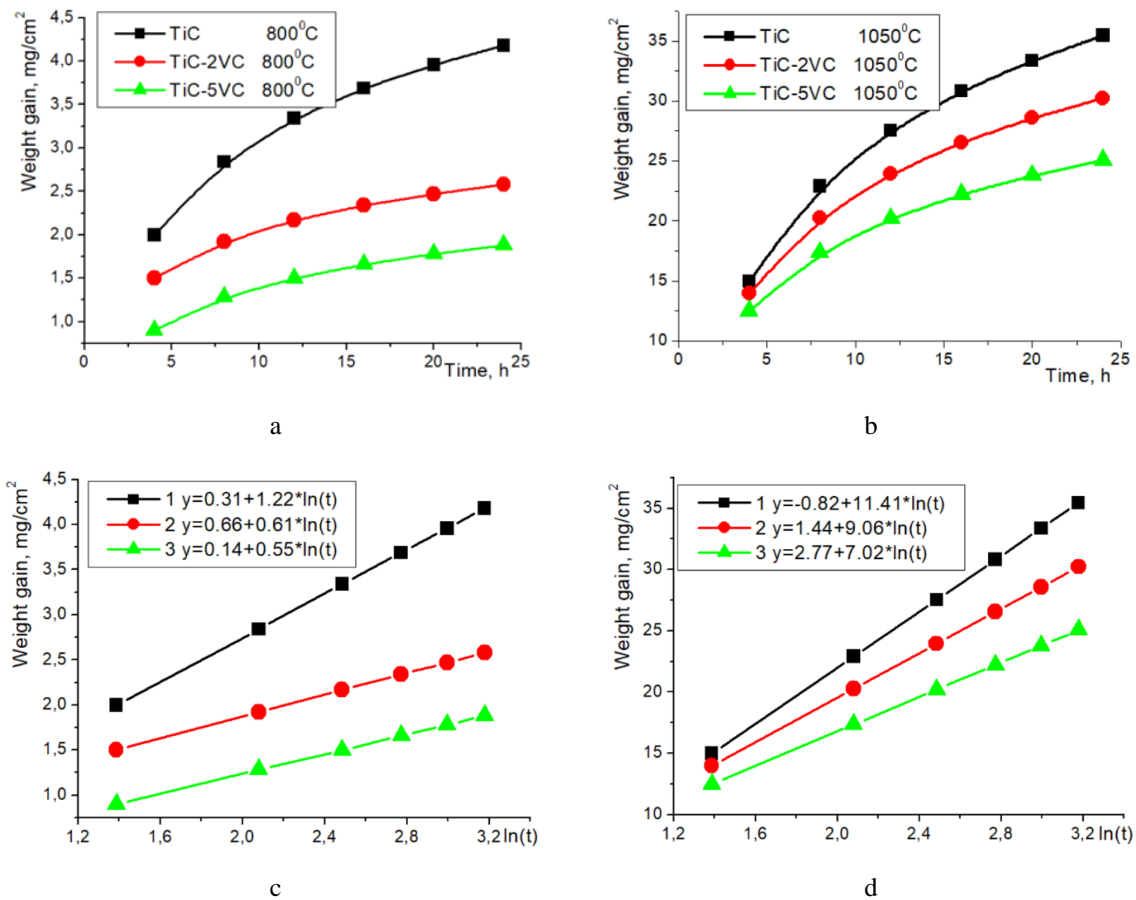 Weight gain, mg/cm²
4,5
4,0
3,5
3,0
2,5
2,0
1,5
1,0
TiC 800⁰C
TiC-2VC 800⁰C
TiC-5VC 800⁰C
0 5 10 15 20 25
Time, h
a
Weight gain, mg/cm²
35
30
25
20
15
10
TiC 1050⁰C
TiC-2VC 1050⁰C
TiC-5VC 1050⁰C
0 5 10 15 20 25
Time, h
b
Weight gain, mg/cm²
4,5
4,0
3,5
3,0
2,5
2,0
1,5
1,0
1 y=0.31+1.22*ln(t)
2 y=0.66+0.61*ln(t)
3 y=0.14+0.55*ln(t)
1,2 1,6 2,0 2,4 2,8 3,2 ln(t)
c
Weight gain, mg/cm²
35
30
25
20
15
10
1 y=-0.82+11.41*ln(t)
2 y=1.44+9.06*ln(t)
3 y=2.77+7.02*ln(t)
1,2 1,6 2,0 2,4 2,8 3,2 ln(t)
d